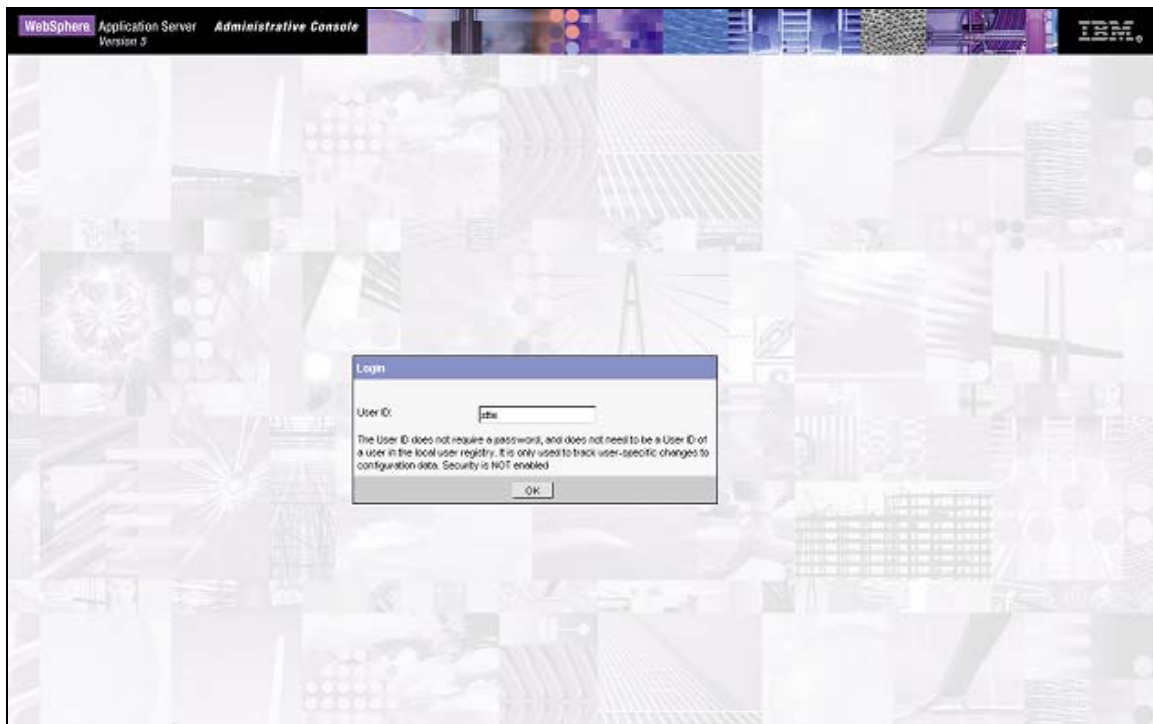 WebSphere Application Server Administrative Console
Version 5
IBM
Login
User ID:
The User ID does not require a password, and does not need to be a User ID of
a user in the local user registry. It is only used to track user-specific changes to
configuration data. Security is NOT enabled
OK